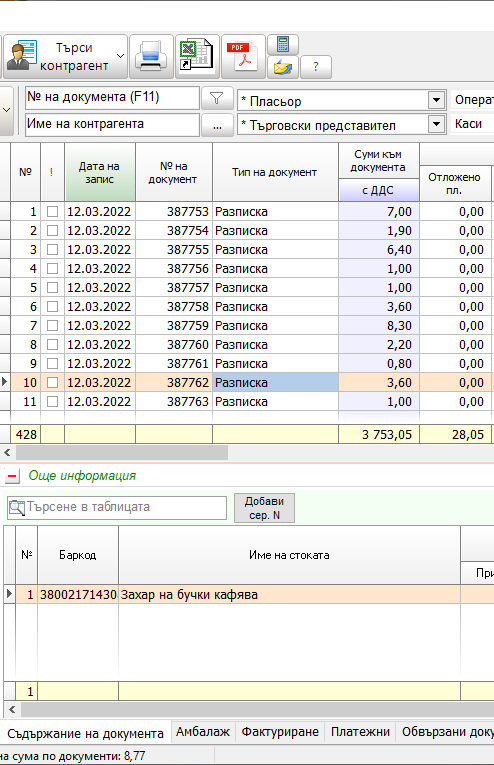 Търси
контрагент
PDF
?
№ на документа (F11)
* Пласьор
Операт
Име на контрагента
...
* Търговски представител
Каси
№ ! Дата на запис № на документ Тип на документ Суми към документа с ДДС Отложено пл.
1 12.03.2022 387753 Разписка 7,00 0,00
2 12.03.2022 387754 Разписка 1,90 0,00
3 12.03.2022 387755 Разписка 6,40 0,00
4 12.03.2022 387756 Разписка 1,00 0,00
5 12.03.2022 387757 Разписка 1,00 0,00
6 12.03.2022 387758 Разписка 3,60 0,00
7 12.03.2022 387759 Разписка 8,30 0,00
8 12.03.2022 387760 Разписка 2,20 0,00
9 12.03.2022 387761 Разписка 0,80 0,00
10 12.03.2022 387762 Разписка 3,60 0,00
11 12.03.2022 387763 Разписка 1,00 0,00
428 3 753,05 28,05
Още информация
Търсене в таблицата
Добави
сер. N
№ Баркод Име на стоката При
1 38002171430 Захар на бучки кафява
1
Съдържание на документа Амбалаж Фактуриране Платежни Обвързани доку
на сума по документи: 8,77